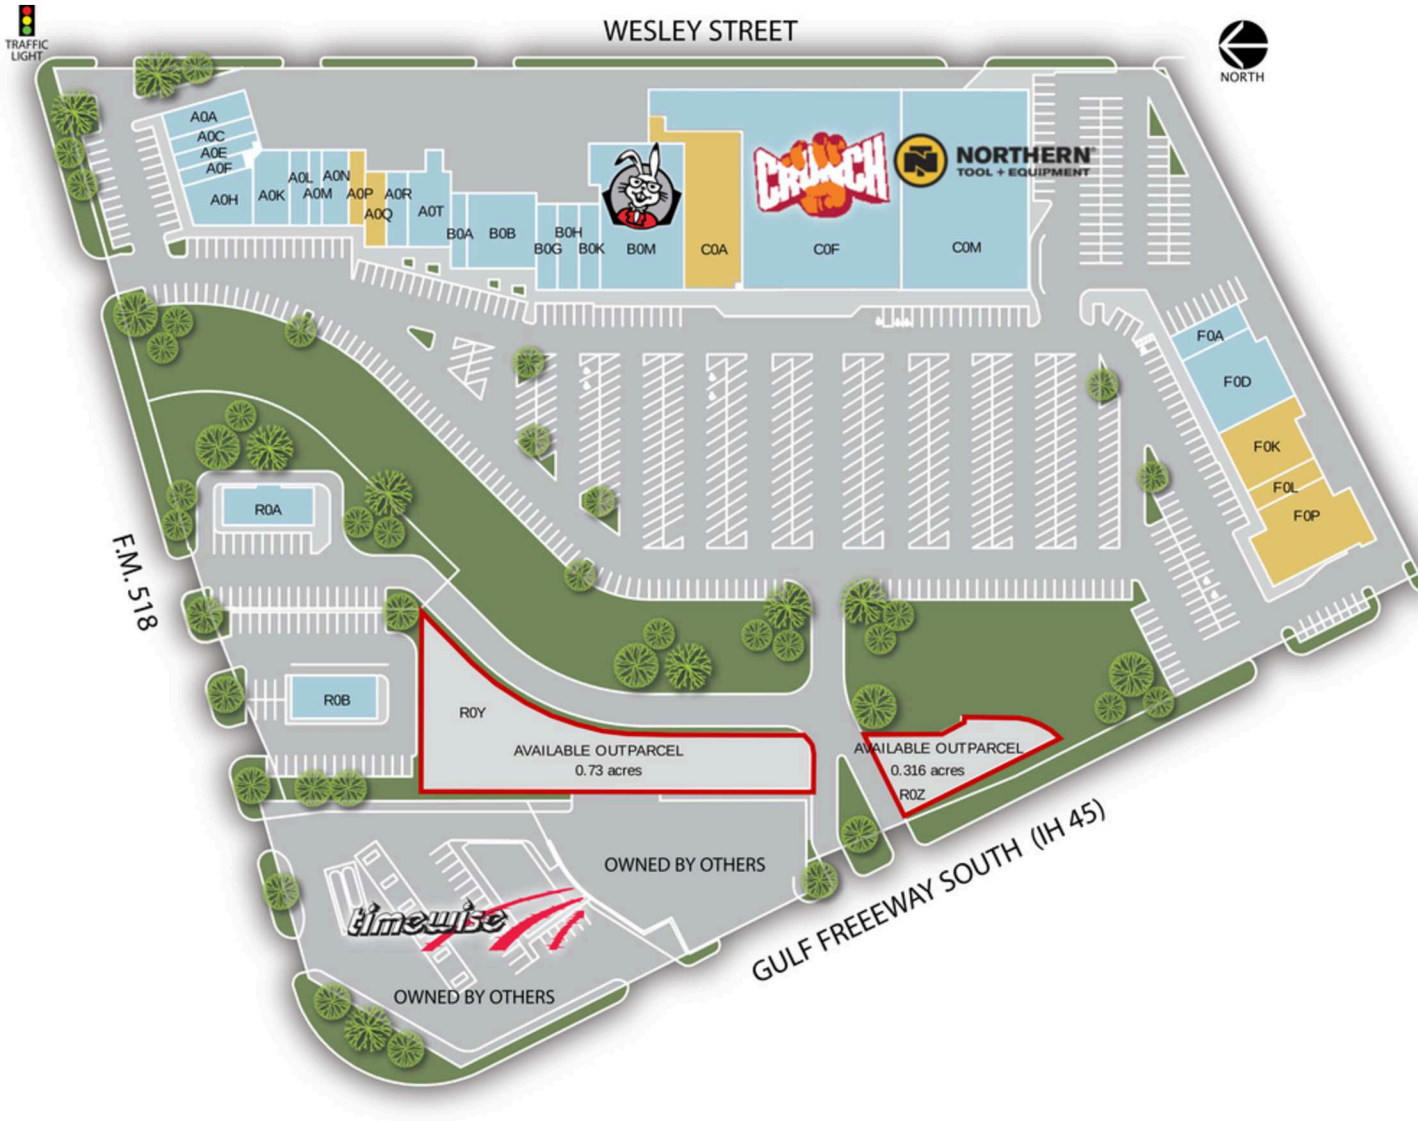 WESLEY STREET
TRAFFIC
LIGHT
NORTH
A0A
A0C
A0E
A0F
A0H
A0K
A0L
A0M
A0N
A0P
A0Q
A0R
A0T
B0A
B0B
B0G
B0H
B0K
B0M
C0A
CRUNCH
C0F
N
NORTHERN
TOOL + EQUIPMENT
C0M
F0A
F0D
F0K
F0L
F0P
R0A
F.M. 518
R0B
R0Y
AVAILABLE OUTPARCEL
0.73 acres
AVAILABLE OUTPARCEL
0.316 acres
R0Z
OWNED BY OTHERS
GULF FREEEWAY SOUTH (IH 45)
timewise
OWNED BY OTHERS